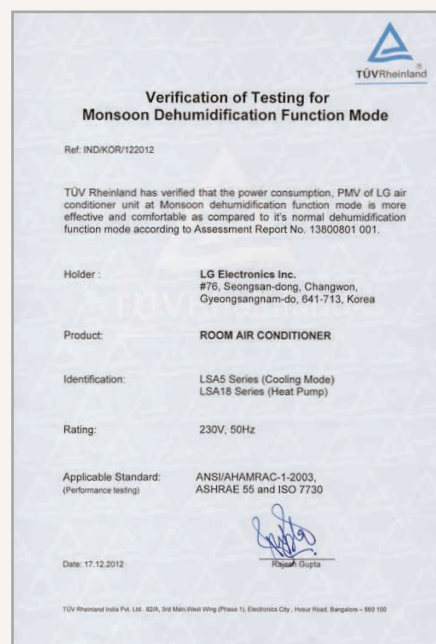 TÜVRheinland®
Verification of Testing for
Monsoon Dehumidification Function Mode
Ref: IND/KOR/122012
TÜV Rheinland has verified that the power consumption, PMV of LG air
conditioner unit at Monsoon dehumidification function mode is more
effective and comfortable as compared to it's normal dehumidification
function mode according to Assessment Report No. 13800801 001.
Holder : LG Electronics Inc.
#76, Seongsan-dong, Changwon,
Gyeongsangnam-do, 641-713, Korea
Product: ROOM AIR CONDITIONER
Identification: LSA5 Series (Cooling Mode)
LSA18 Series (Heat Pump)
Rating: 230V, 50Hz
Applicable Standard: ANSI/AHAMRAC-1-2003,
(Performance testing) ASHRAE 55 and ISO 7730
Date: 17.12.2012 Rajesh Gupta
TÜV Rheinland India Pvt. Ltd. 82/A, 3rd Main,West Wing (Phase 1), Electronics City , Hosur Road, Bangalore – 560 100